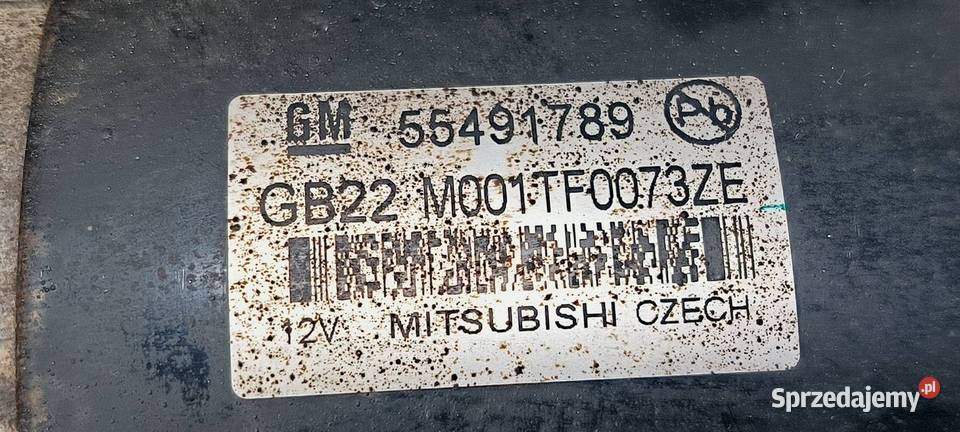 GM 55491789 Pb
GB22 M001TF0073ZE
12V MITSUBISHI CZECH
Sprzedajemy.pl